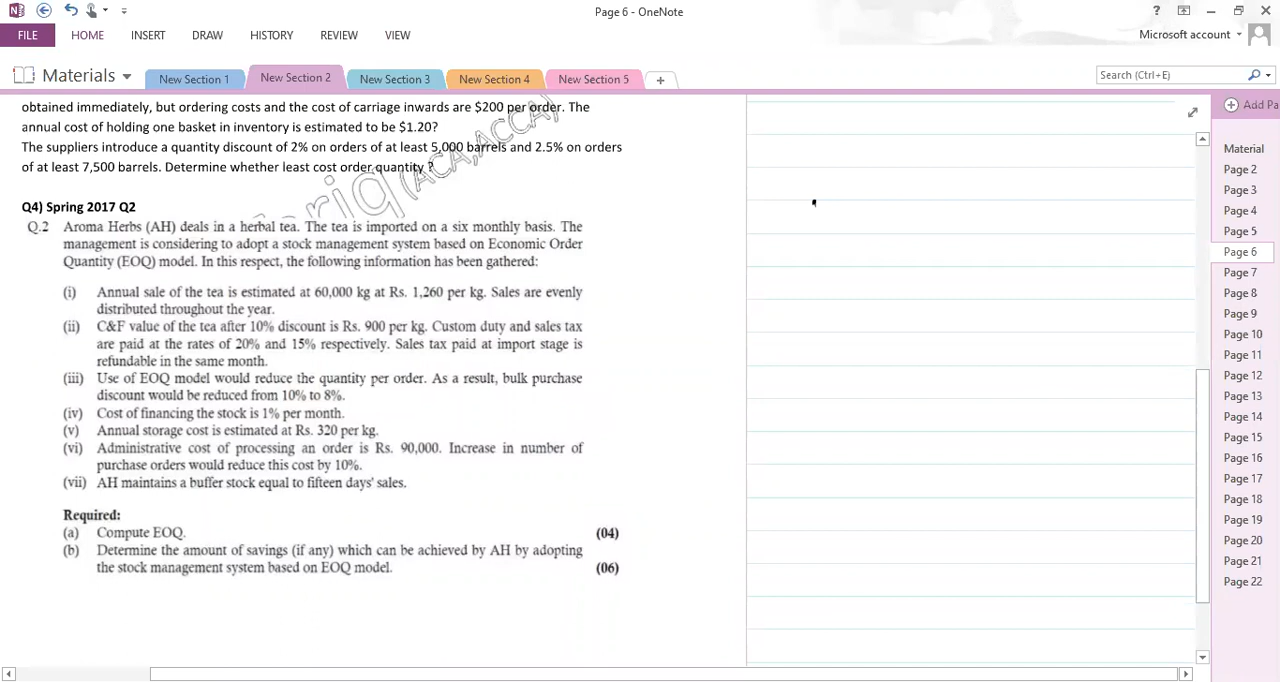 Page 6 - OneNote
?
FILE
HOME
INSERT
DRAW
HISTORY
REVIEW
VIEW
Microsoft account
Materials
New Section 1
New Section 2
New Section 3
New Section 4
New Section 5
+
Search (Ctrl+E)
obtained immediately, but ordering costs and the cost of carriage inwards are $200 per order. The
annual cost of holding one basket in inventory is estimated to be $1.20?
The suppliers introduce a quantity discount of 2% on orders of at least 5,000 barrels and 2.5% on orders
of at least 7,500 barrels. Determine whether least cost order quantity ?
(ACA,ACCA)
Q4) Spring 2017 Q2
Q.2 Aroma Herbs (AH) deals in a herbal tea. The tea is imported on a six monthly basis. The
management is considering to adopt a stock management system based on Economic Order
Quantity (EOQ) model. In this respect, the following information has been gathered:
(i) Annual sale of the tea is estimated at 60,000 kg at Rs. 1,260 per kg. Sales are evenly
distributed throughout the year.
(ii) C&F value of the tea after 10% discount is Rs. 900 per kg. Custom duty and sales tax
are paid at the rates of 20% and 15% respectively. Sales tax paid at import stage is
refundable in the same month.
(iii) Use of EOQ model would reduce the quantity per order. As a result, bulk purchase
discount would be reduced from 10% to 8%.
(iv) Cost of financing the stock is 1% per month.
(v) Annual storage cost is estimated at Rs. 320 per kg.
(vi) Administrative cost of processing an order is Rs. 90,000. Increase in number of
purchase orders would reduce this cost by 10%.
(vii) AH maintains a buffer stock equal to fifteen days' sales.
Required:
(a) Compute EOQ. (04)
(b) Determine the amount of savings (if any) which can be achieved by AH by adopting
the stock management system based on EOQ model. (06)
Add Pa
Material
Page 2
Page 3
Page 4
Page 5
Page 6
Page 7
Page 8
Page 9
Page 10
Page 11
Page 12
Page 13
Page 14
Page 15
Page 16
Page 17
Page 18
Page 19
Page 20
Page 21
Page 22